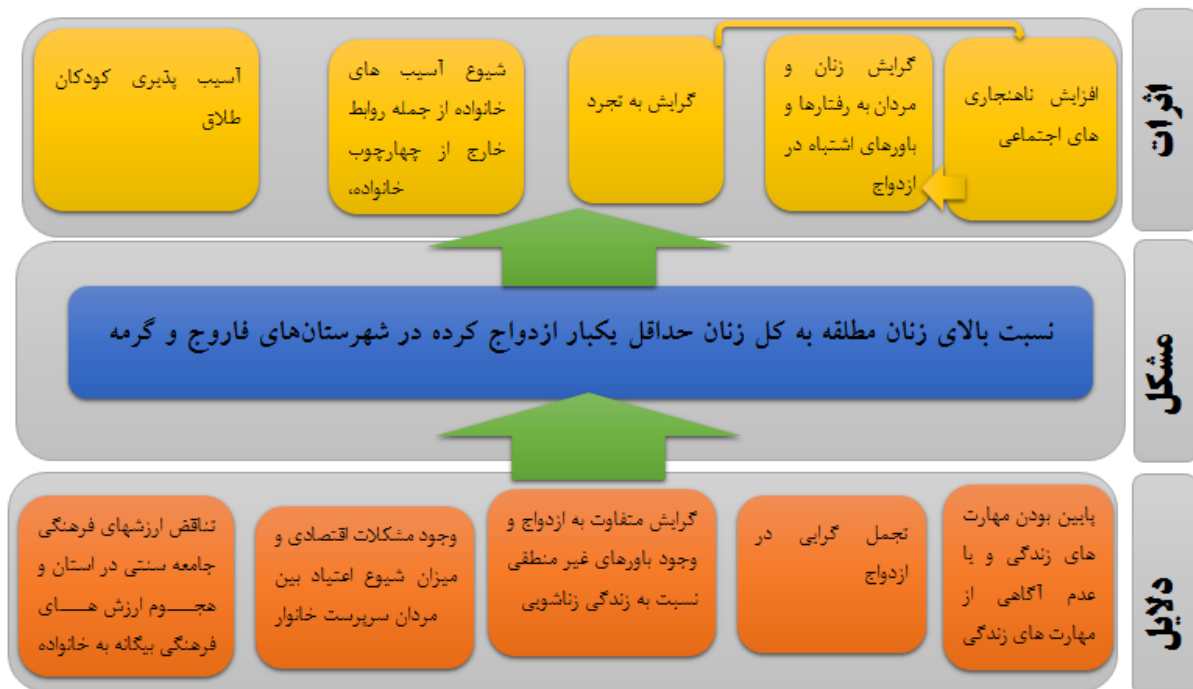 اثرات
افزایش ناهنجاری
های اجتماعی
گرایش زنان و
مردان به رفتارها و
باورهای اشتباه در
ازدواج
گرایش به تجرد
شیوع آسیب های
خانواده از جمله روابط
خارج از چهارچوب
خانواده،
آسیب پذیری کودکان
طلاق
مشکل
نسبت بالای زنان مطلقه به کل زنان حداقل یکبار ازدواج کرده در شهرستان‌های فاروج و گرمه
دلایل
پایین بودن مهارت
های زندگی و یا
عدم آگاهی از
مهارت های زندگی
تجمل گرایی در
ازدواج
گرایش متفاوت به ازدواج و
وجود باورهای غیر منطقی
نسبت به زندگی زناشویی
وجود مشکلات اقتصادی و
میزان شیوع اعتیاد بین
مردان سرپرست خانوار
تناقض ارزشهای فرهنگی
جامعه سنتی در استان و
هجوم ارزش های
فرهنگی بیگانه به خانواده